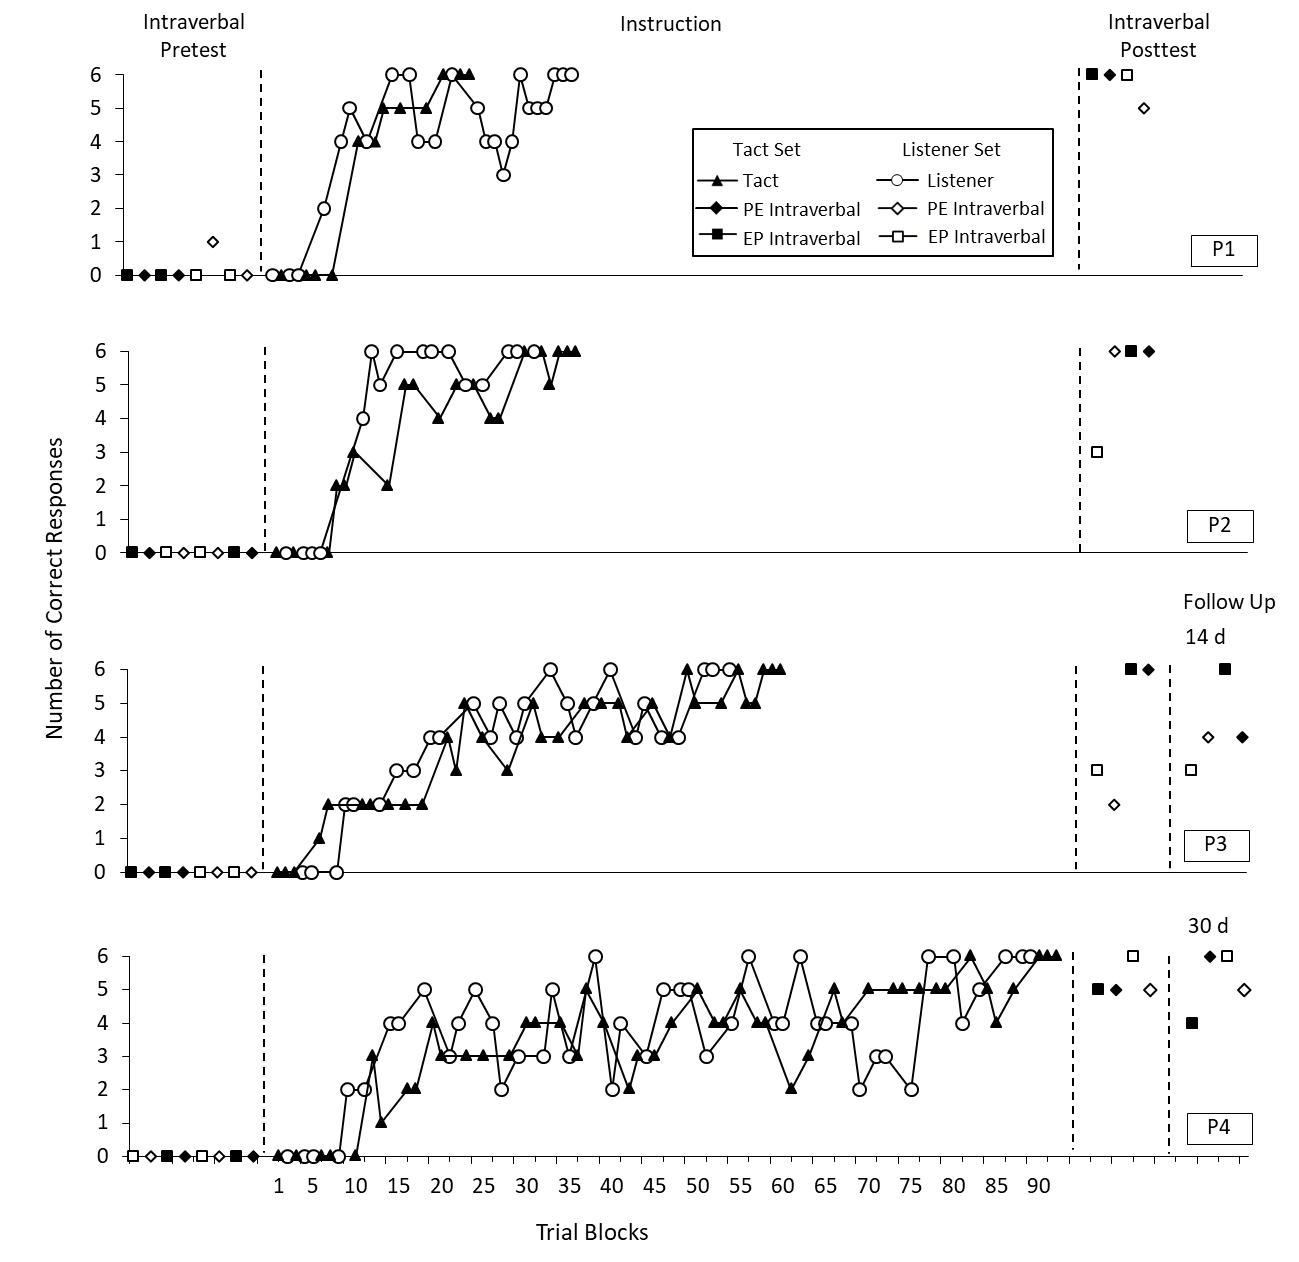 Intraverbal
Pretest
Instruction
Intraverbal
Posttest
6
5
4
3
2
1
0
Tact Set
Listener Set
Tact
Listener
PE Intraverbal
PE Intraverbal
EP Intraverbal
EP Intraverbal
P1
6
5
4
3
2
1
0
P2
Number of Correct Responses
Follow Up
14 d
6
5
4
3
2
1
0
P3
30 d
6
5
4
3
2
1
0
P4
1 5 10 15 20 25 30 35 40 45 50 55 60 65 70 75 80 85 90
Trial Blocks